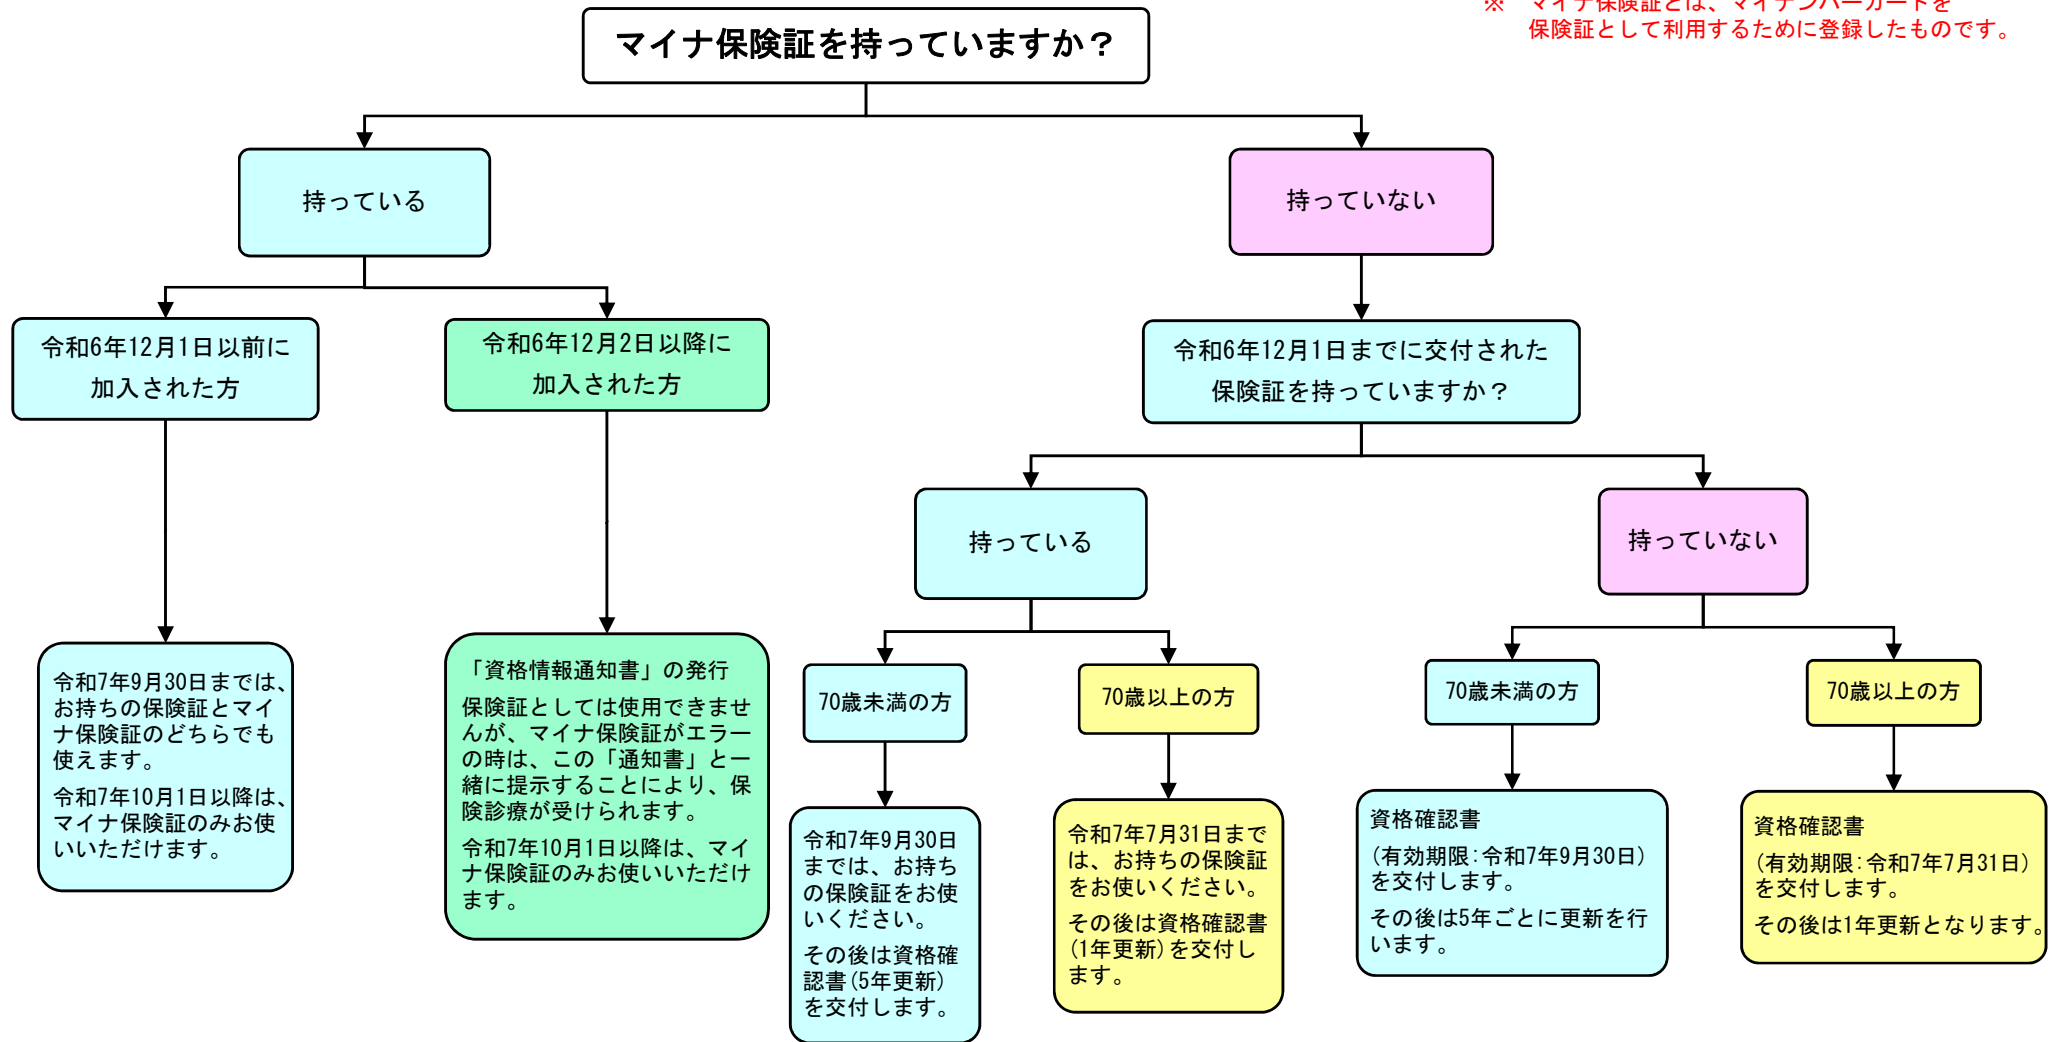 マイナ保険証を持っていますか？
※　マイナ保険証とは、マイナンバーカードを
保険証として利用するために登録したものです。
持っている
持っていない
令和6年12月1日以前に
加入された方
令和6年12月2日以降に
加入された方
令和6年12月1日までに交付された
保険証を持っていますか？
持っている
持っていない
令和7年9月30日までは、
お持ちの保険証とマイ
ナ保険証のどちらでも
使えます。
令和7年10月1日以降は、
マイナ保険証のみお使
いいただけます。
「資格情報通知書」の発行
保険証としては使用できませ
んが、マイナ保険証がエラー
の時は、この「通知書」と一
緒に提示することにより、保
険診療が受けられます。
令和7年10月1日以降は、マイ
ナ保険証のみお使いいただけ
ます。
70歳未満の方
70歳以上の方
70歳未満の方
70歳以上の方
令和7年9月30日
までは、お持ち
の保険証をお使
いください。
その後は資格確
認書(5年更新)
を交付します。
令和7年7月31日まで
は、お持ちの保険証
をお使いください。
その後は資格確認書
(1年更新)を交付し
ます。
資格確認書
(有効期限:令和7年9月30日)
を交付します。
その後は5年ごとに更新を行
います。
資格確認書
(有効期限:令和7年7月31日)
を交付します。
その後は1年更新となります。